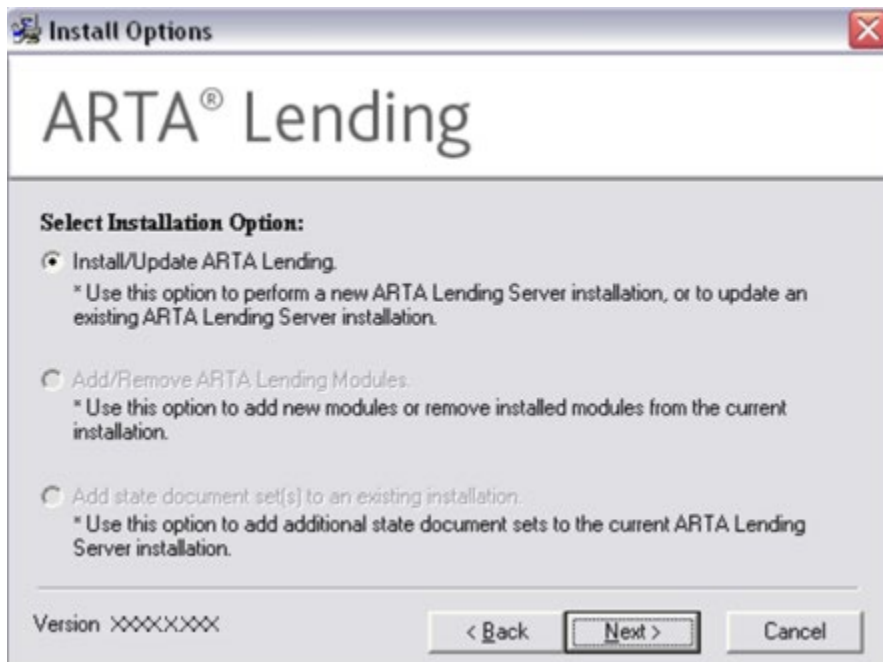 Install Options
ARTA® Lending
Select Installation Option:
Install/Update ARTA Lending.
* Use this option to perform a new ARTA Lending Server installation, or to update an
existing ARTA Lending Server installation.
Add/Remove ARTA Lending Modules.
* Use this option to add new modules or remove installed modules from the current
installation.
Add state document set(s) to an existing installation.
* Use this option to add additional state document sets to the current ARTA Lending
Server installation.
Version XXXX.X.XXX
< Back
Next >
Cancel